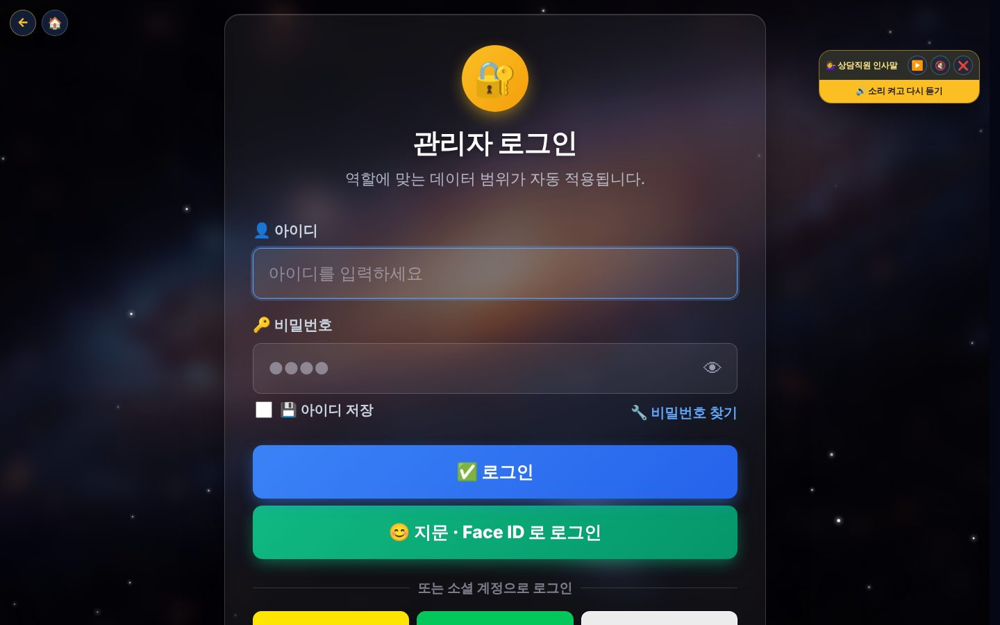 상담직원 인사말
소리 켜고 다시 듣기
관리자 로그인
역할에 맞는 데이터 범위가 자동 적용됩니다.
아이디
아이디를 입력하세요
비밀번호
●●●●
아이디 저장
비밀번호 찾기
로그인
지문 · Face ID 로 로그인
또는 소셜 계정으로 로그인